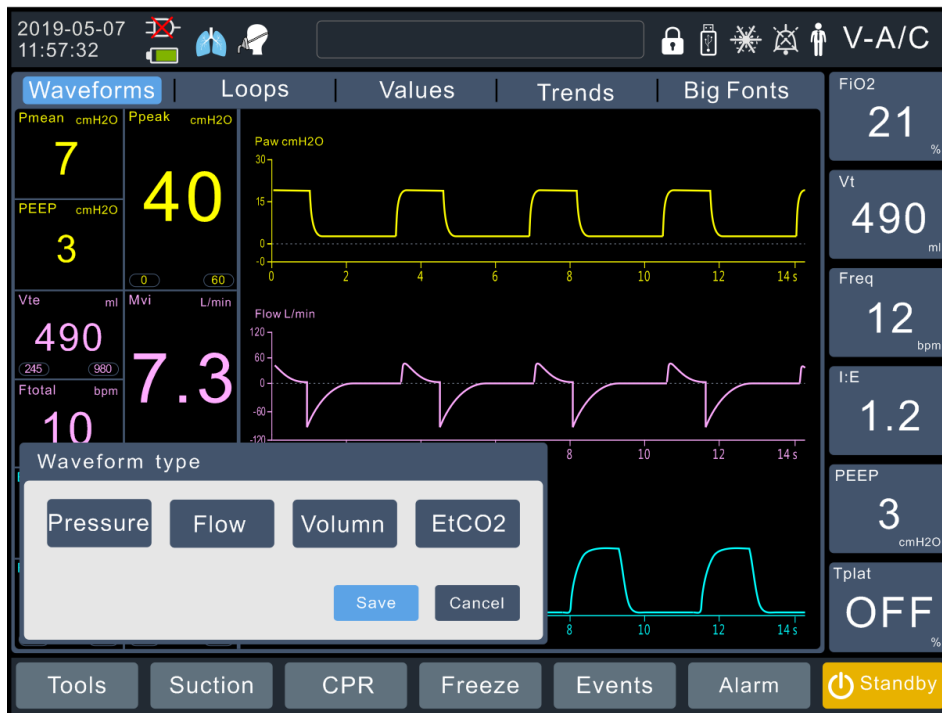 2019-05-07
11:57:32
V-A/C
Waveforms
Loops
Values
Trends
Big Fonts
Pmean cmH2O
7
Ppeak cmH2O
40
0
60
PEEP cmH2O
3
Vte ml
490
245
980
Mvi L/min
7.3
Ftotal bpm
10
Paw cmH2O
30
15
0
-0
0 2 4 6 8 10 12 14 s
Flow L/min
120
60
0
-60
-120
8 10 12 14 s
8 10 12 14 s
Waveform type
Pressure
Flow
Volumn
EtCO2
Save
Cancel
FiO2
21
%
Vt
490
ml
Freq
12
bpm
I:E
1.2
PEEP
3
cmH2O
Tplat
OFF
%
Tools
Suction
CPR
Freeze
Events
Alarm
Standby